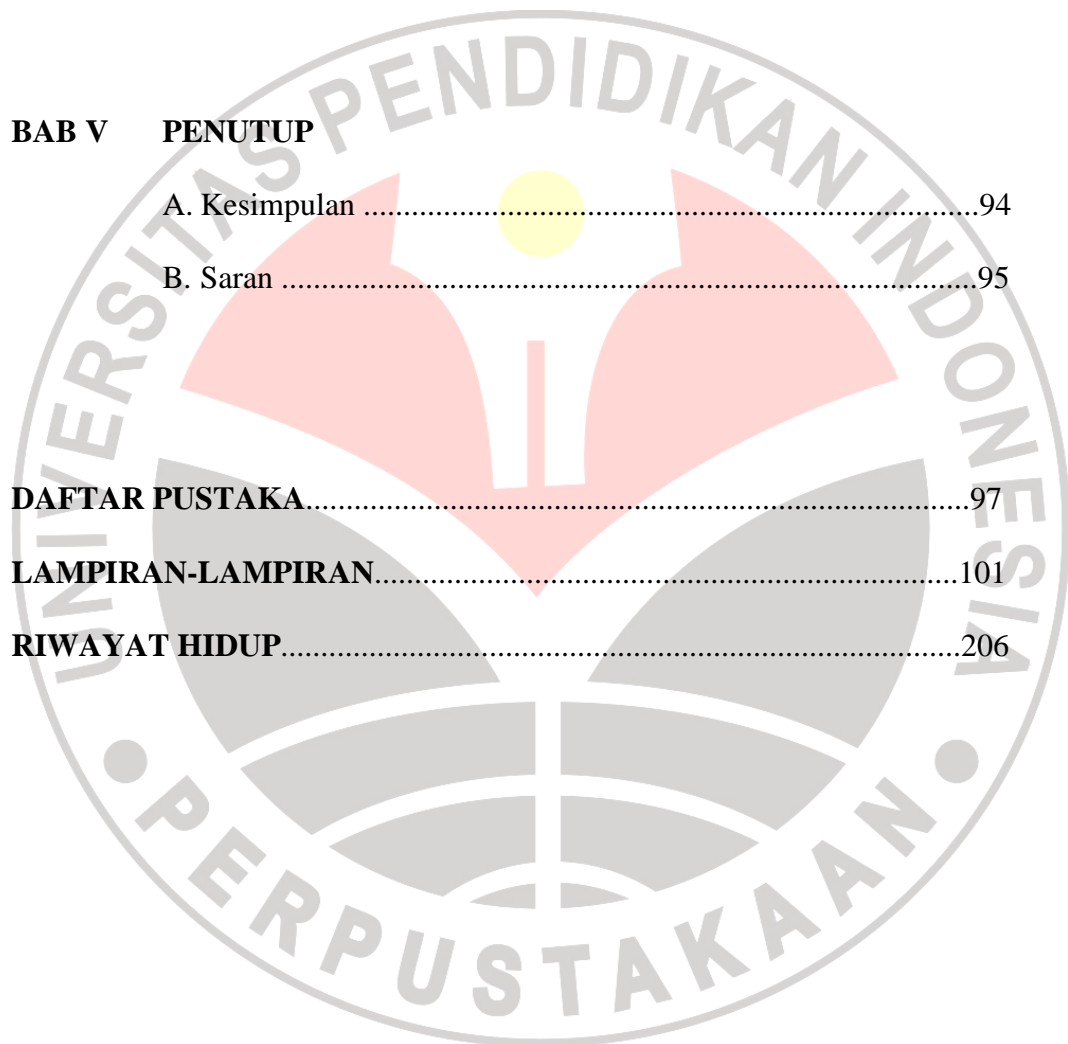 BAB V PENUTUP
A. Kesimpulan ..............................................................................94
B. Saran ........................................................................................95
DAFTAR PUSTAKA....................................................................................97
LAMPIRAN-LAMPIRAN..........................................................................101
RIWAYAT HIDUP......................................................................................206
UNIVERSITAS PENDIDIKAN INDONESIA
PERPUSTAKAAN